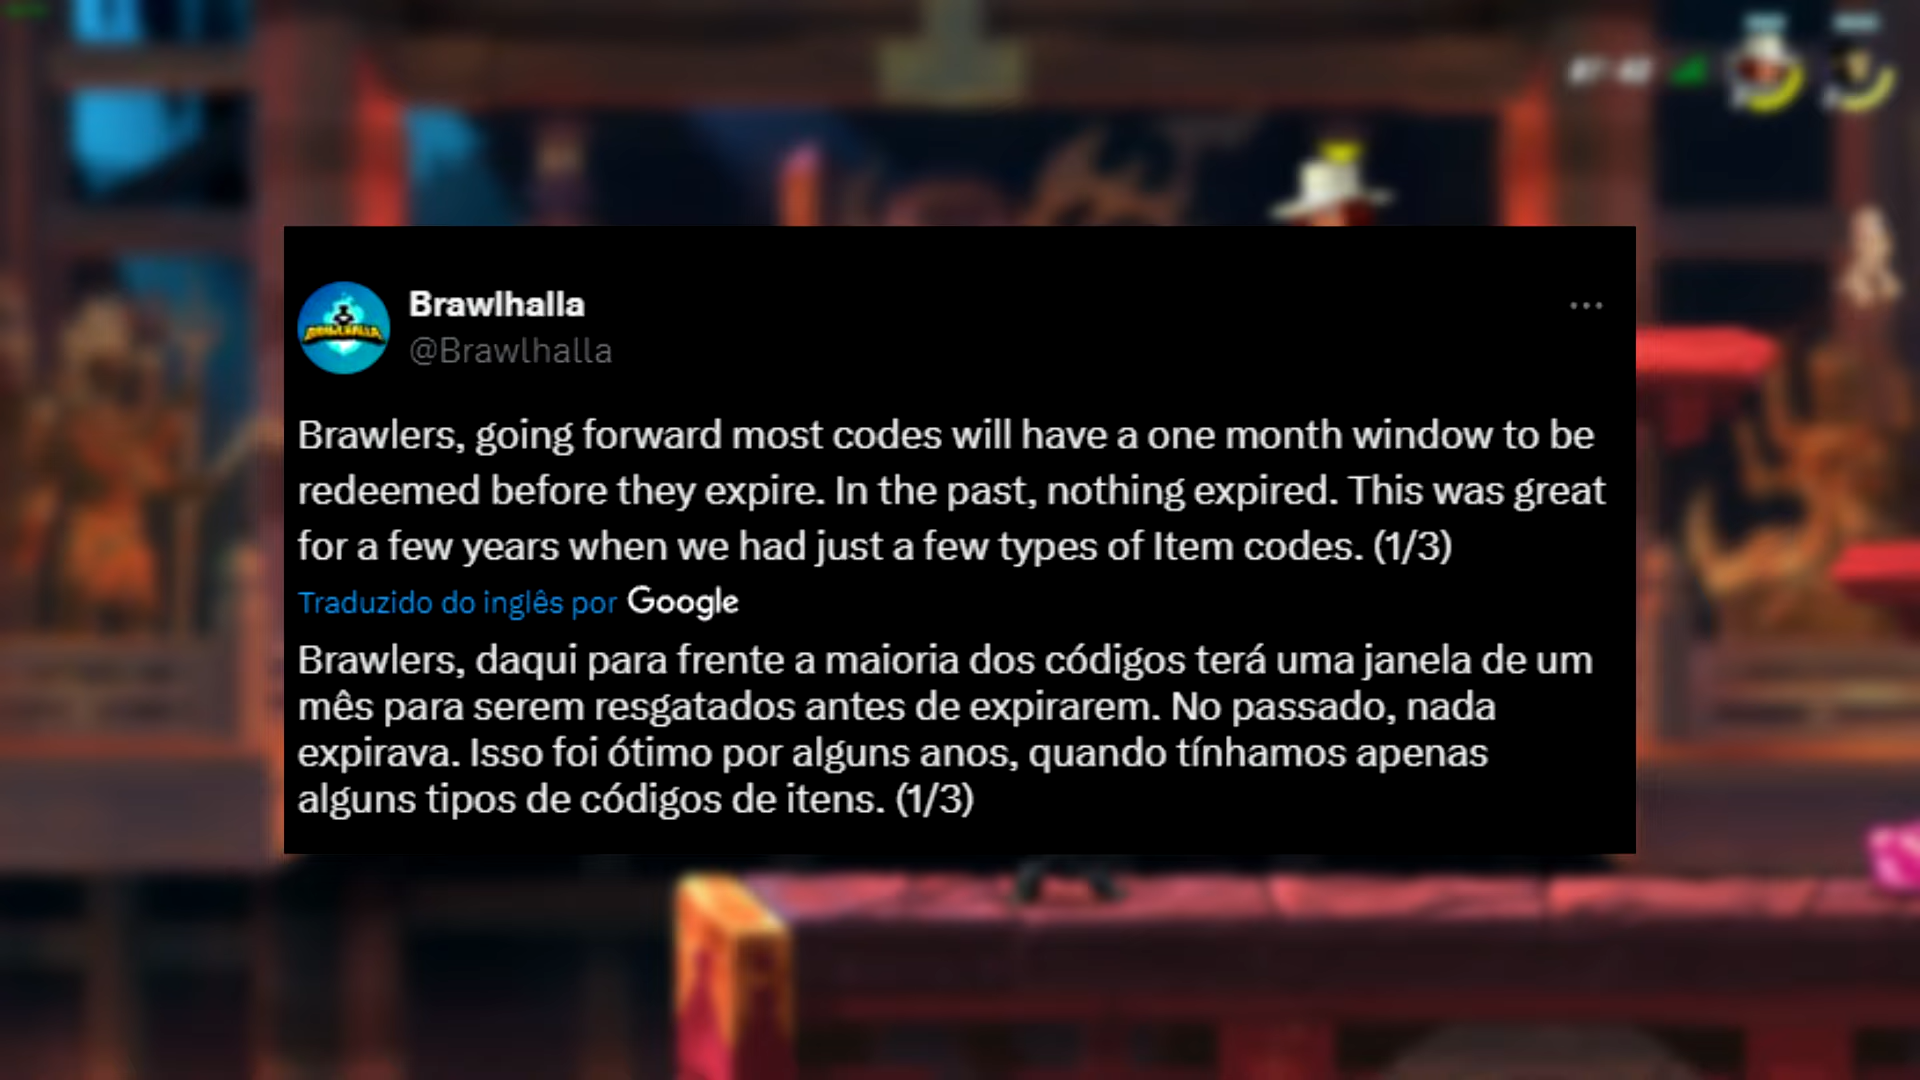 Brawlhalla
@Brawlhalla
Brawlers, going forward most codes will have a one month window to be
redeemed before they expire. In the past, nothing expired. This was great
for a few years when we had just a few types of Item codes. (1/3)
Traduzido do inglês por Google
Brawlers, daqui para frente a maioria dos códigos terá uma janela de um
mês para serem resgatados antes de expirarem. No passado, nada
expirava. Isso foi ótimo por alguns anos, quando tínhamos apenas
alguns tipos de códigos de itens. (1/3)